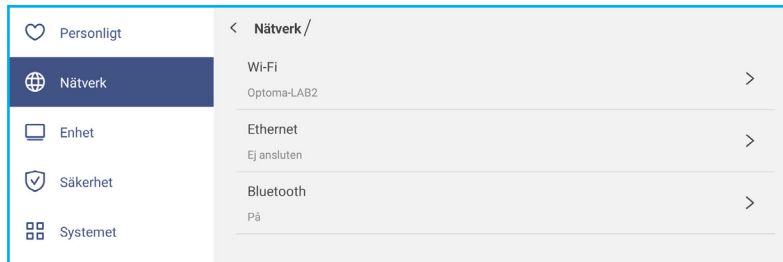 Personligt
Nätverk
Enhet
Säkerhet
Systemet
Nätverk/
Wi-Fi
Optoma-LAB2
Ethernet
Ej ansluten
Bluetooth
På